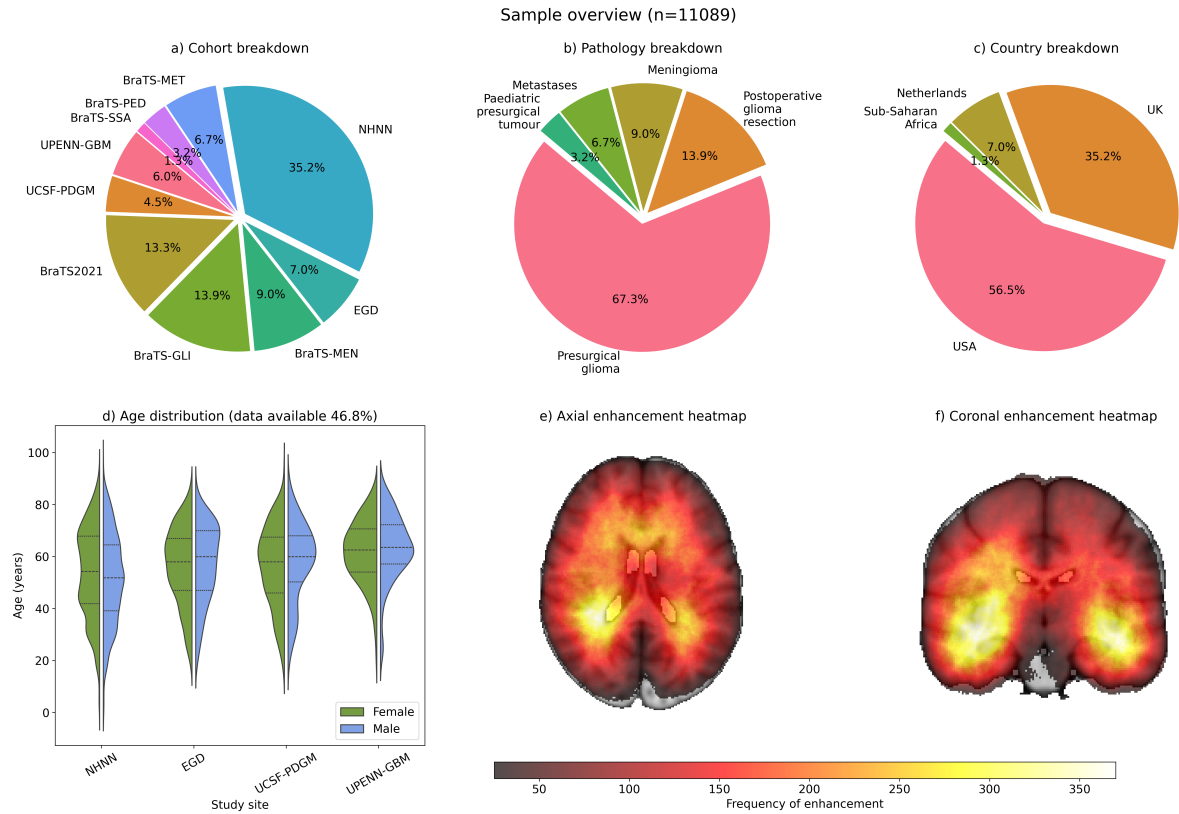 Sample overview (n=11089)
a) Cohort breakdown
BraTS-MET
BraTS-PED
BraTS-SSA
UPENN-GBM
UCSF-PDGM
BraTS2021
BraTS-GLI
BraTS-MEN
EGD
NHNN
35.2%
6.7%
3.2%
1.3%
6.0%
4.5%
13.3%
13.9%
9.0%
7.0%
b) Pathology breakdown
Meningioma
Metastases
Paediatric
presurgical
tumour
Postoperative
glioma
resection
Presurgical
glioma
9.0%
6.7%
3.2%
13.9%
67.3%
c) Country breakdown
Netherlands
Sub-Saharan
Africa
UK
USA
35.2%
7.0%
1.3%
56.5%
d) Age distribution (data available 46.8%)
Age (years)
100
80
60
40
20
0
Female
Male
NHNN
EGD
UCSF-PDGM
UPENN-GBM
Study site
e) Axial enhancement heatmap
f) Coronal enhancement heatmap
50
100
150
200
250
300
350
Frequency of enhancement